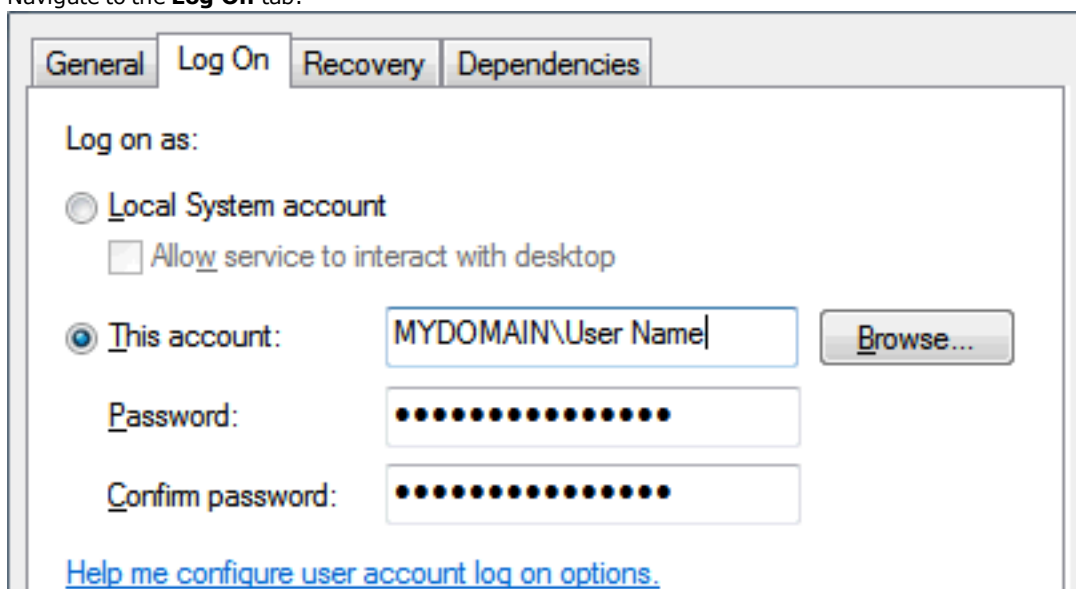 Navigate to the Log On tab.
General Log On Recovery Dependencies
Log on as:
Local System account
Allow service to interact with desktop
This account: MYDOMAIN\User Name Browse...
Password: •••••••••••••••
Confirm password: •••••••••••••••
Help me configure user account log on options.